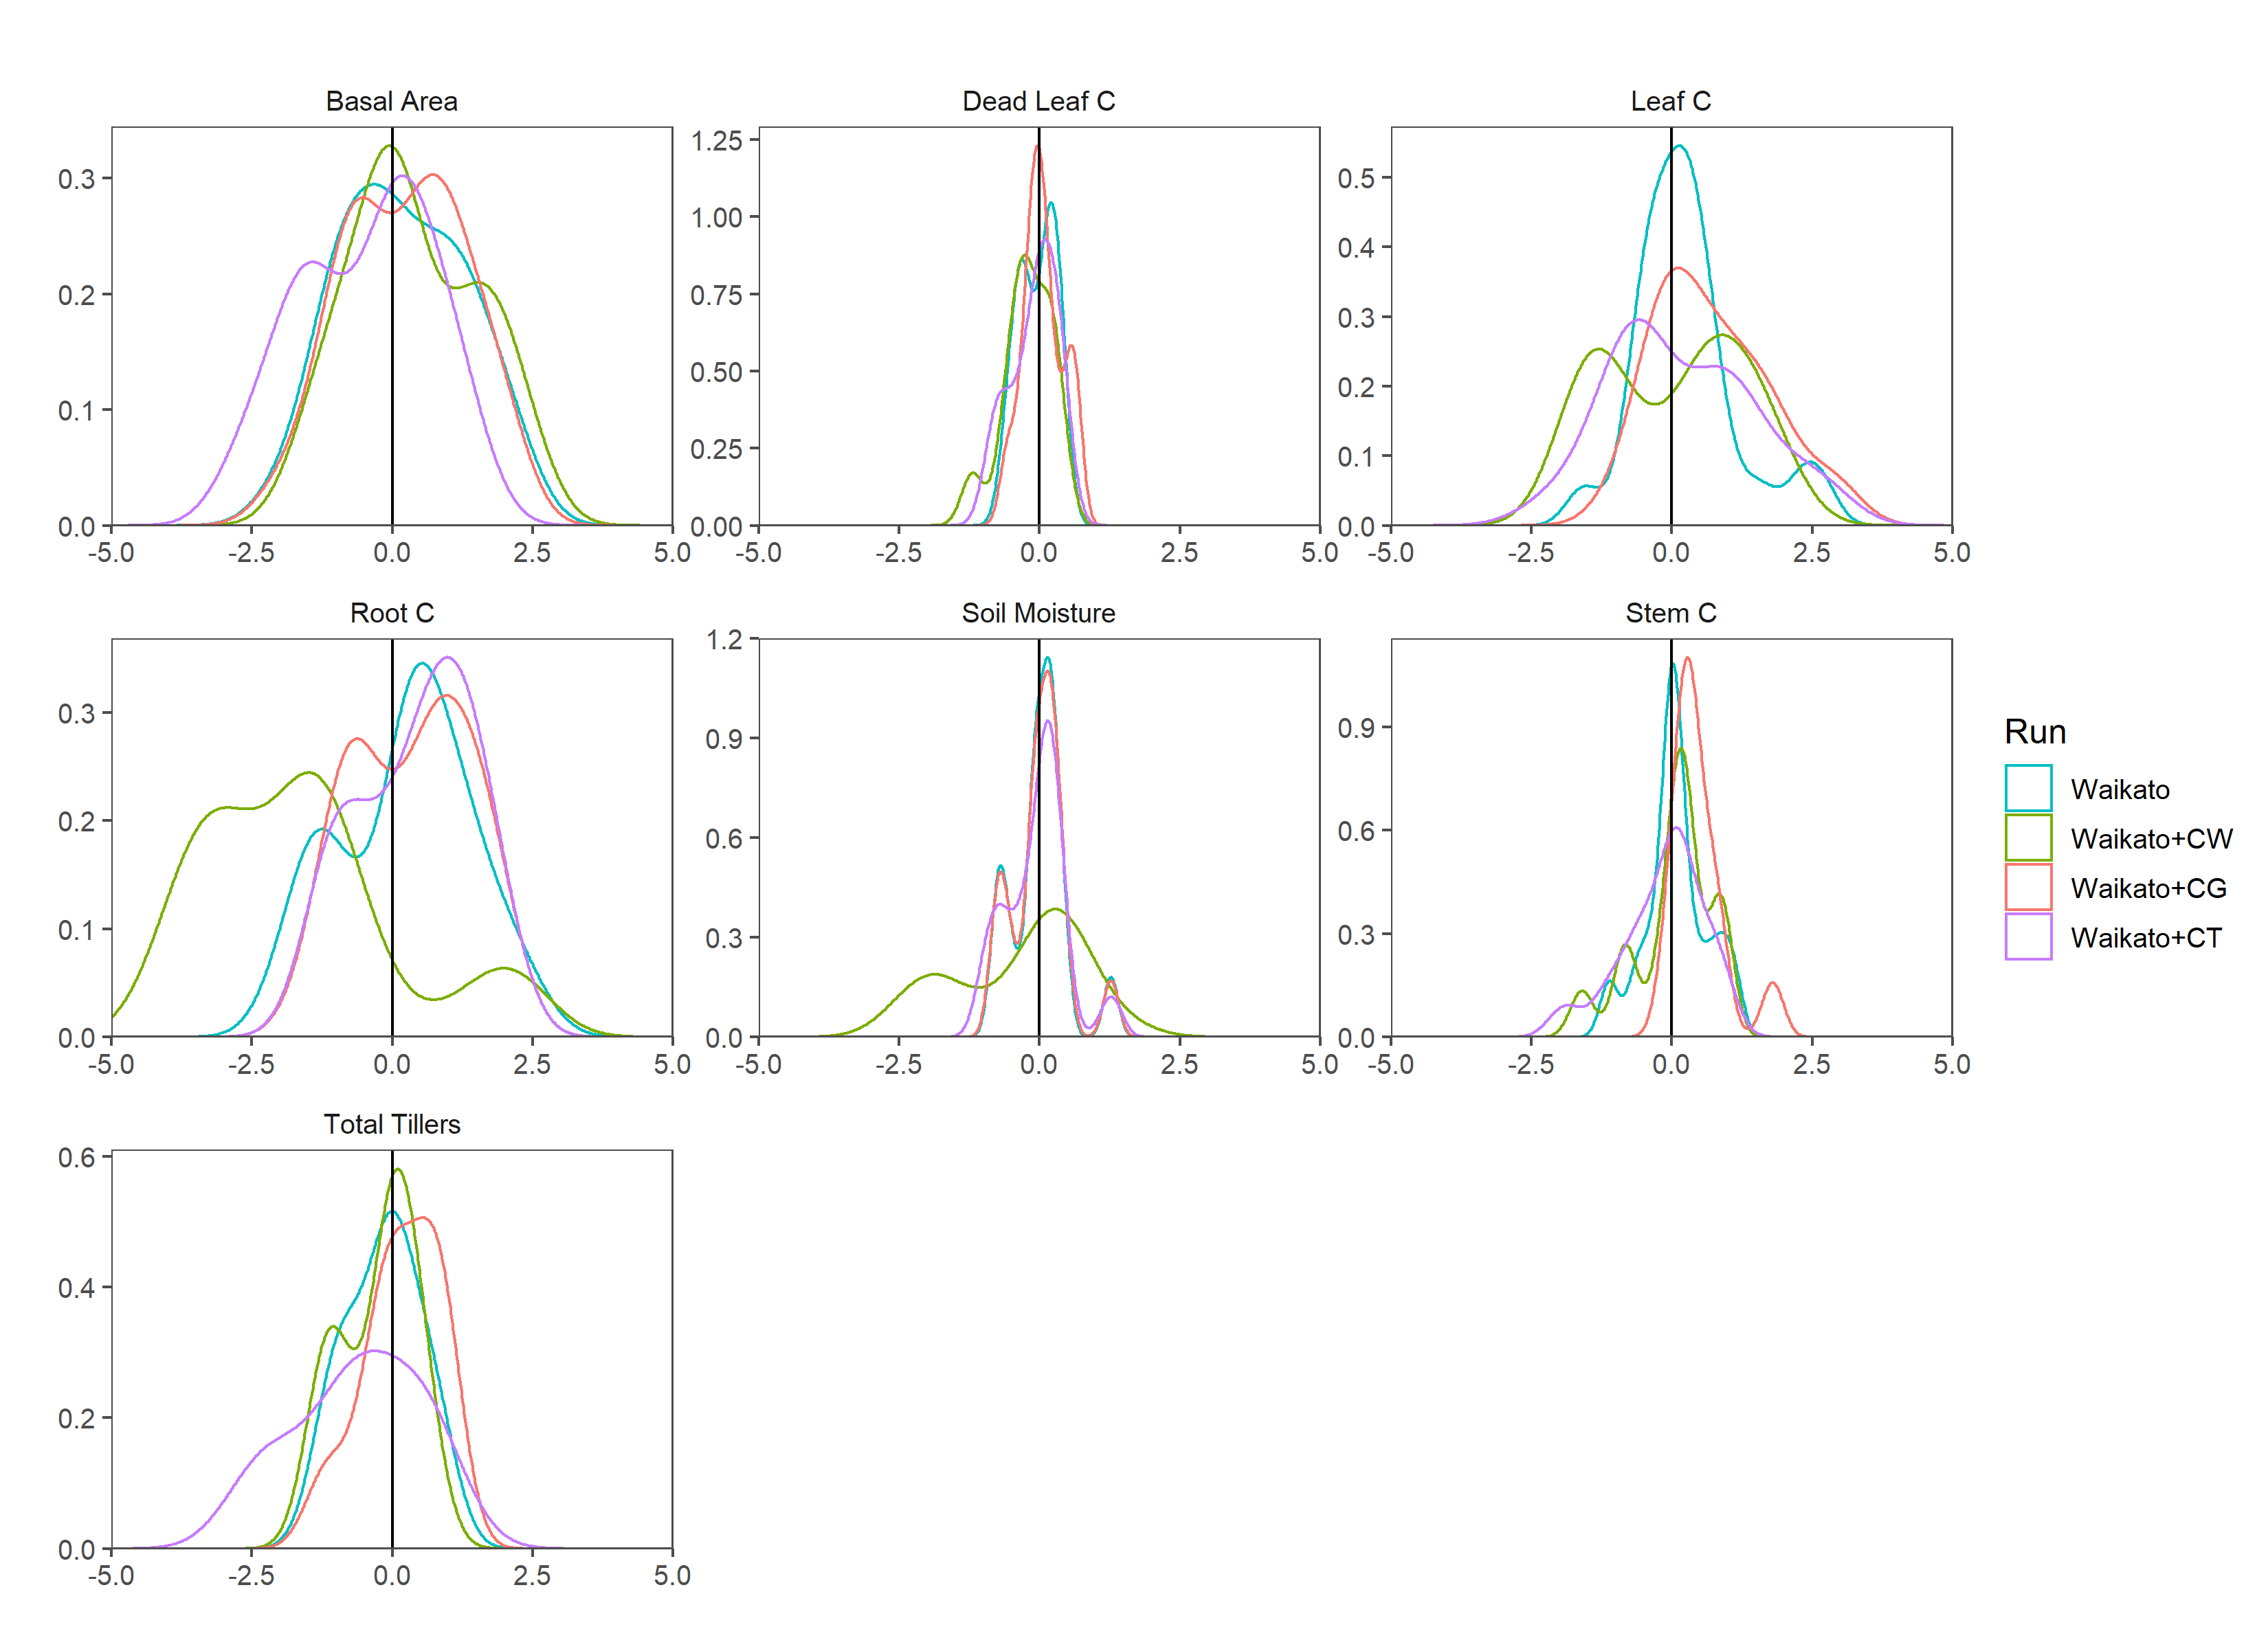 Basal Area
Dead Leaf C
Leaf C
0.3
0.2
0.1
0.0
-5.0 -2.5 0.0 2.5 5.0
1.25
1.00
0.75
0.50
0.25
0.00
-5.0 -2.5 0.0 2.5 5.0
0.5
0.4
0.3
0.2
0.1
0.0
-5.0 -2.5 0.0 2.5 5.0
Root C
Soil Moisture
Stem C
0.3
0.2
0.1
0.0
-5.0 -2.5 0.0 2.5 5.0
1.2
0.9
0.6
0.3
0.0
-5.0 -2.5 0.0 2.5 5.0
0.9
0.6
0.3
0.0
-5.0 -2.5 0.0 2.5 5.0
Total Tillers
0.6
0.4
0.2
0.0
-5.0 -2.5 0.0 2.5 5.0
Run
Waikato
Waikato+CW
Waikato+CG
Waikato+CT